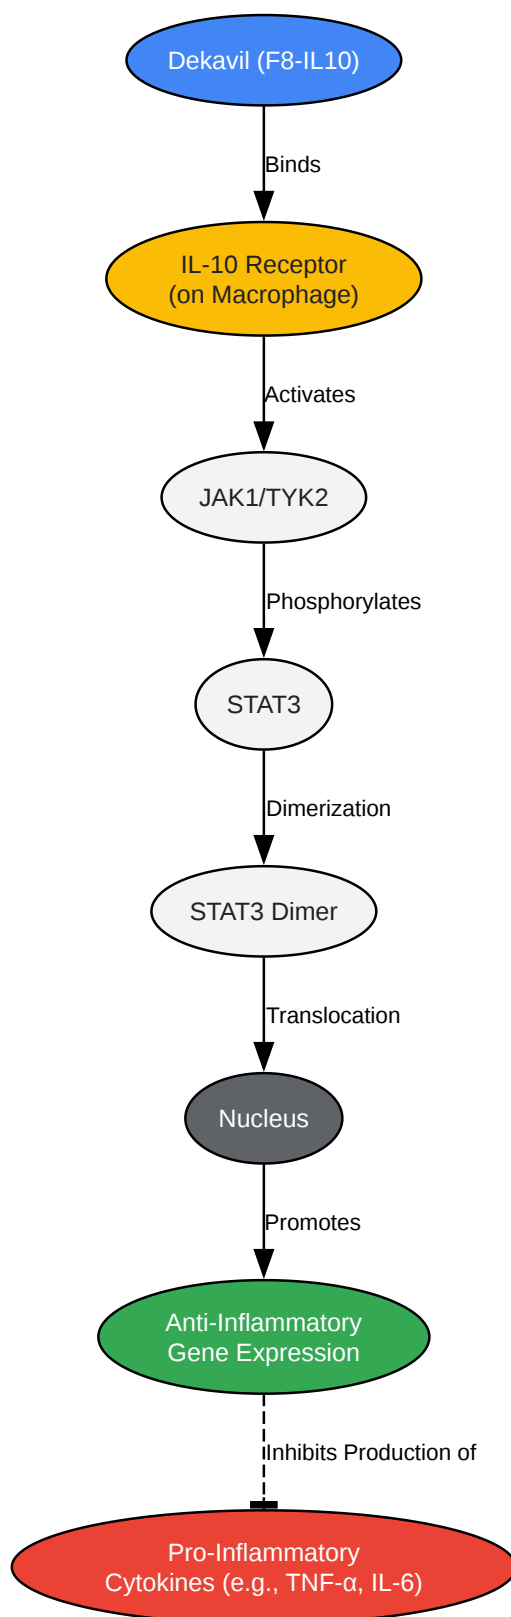 Dekavil (F8-IL10)
Binds
IL-10 Receptor
(on Macrophage)
Activates
JAK1/TYK2
Phosphorylates
STAT3
Dimerization
STAT3 Dimer
Translocation
Nucleus
Promotes
Anti-Inflammatory
Gene Expression
Inhibits Production of
Pro-Inflammatory
Cytokines (e.g., TNF-α, IL-6)